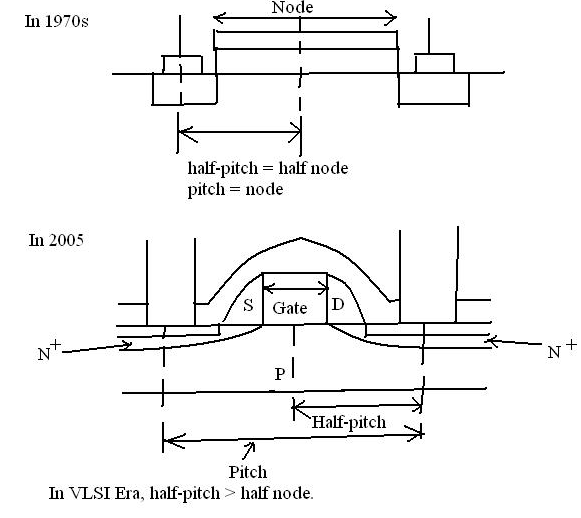 In 1970s
Node
half-pitch = half node
pitch = node
In 2005
S Gate D
N+ N+
P
Half-pitch
Pitch
In VLSI Era, half-pitch > half node.